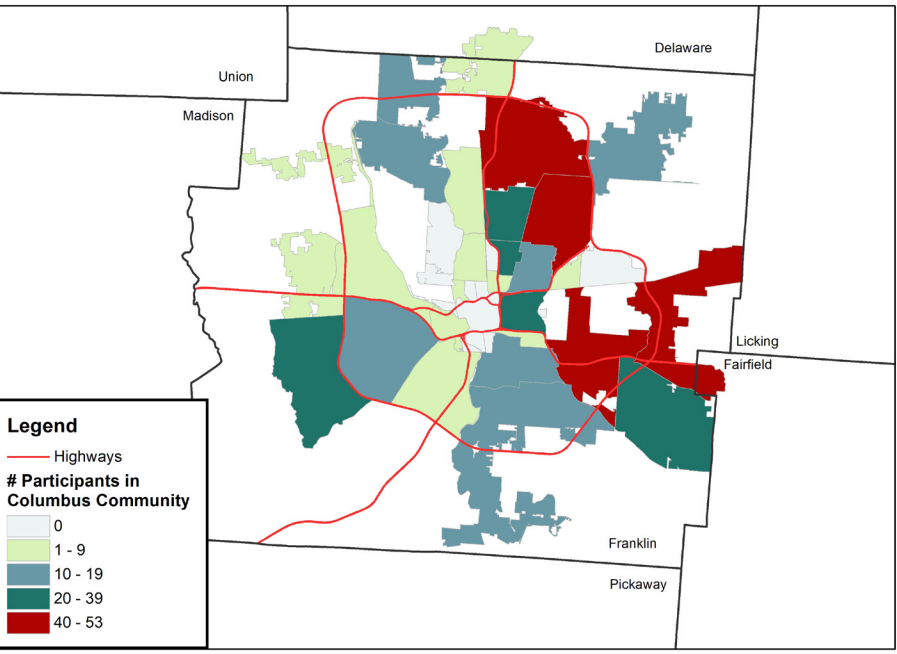 Delaware
Union
Madison
Licking
Fairfield
Legend
Highways
# Participants in
Columbus Community
0
1 - 9
10 - 19
20 - 39
40 - 53
Franklin
Pickaway